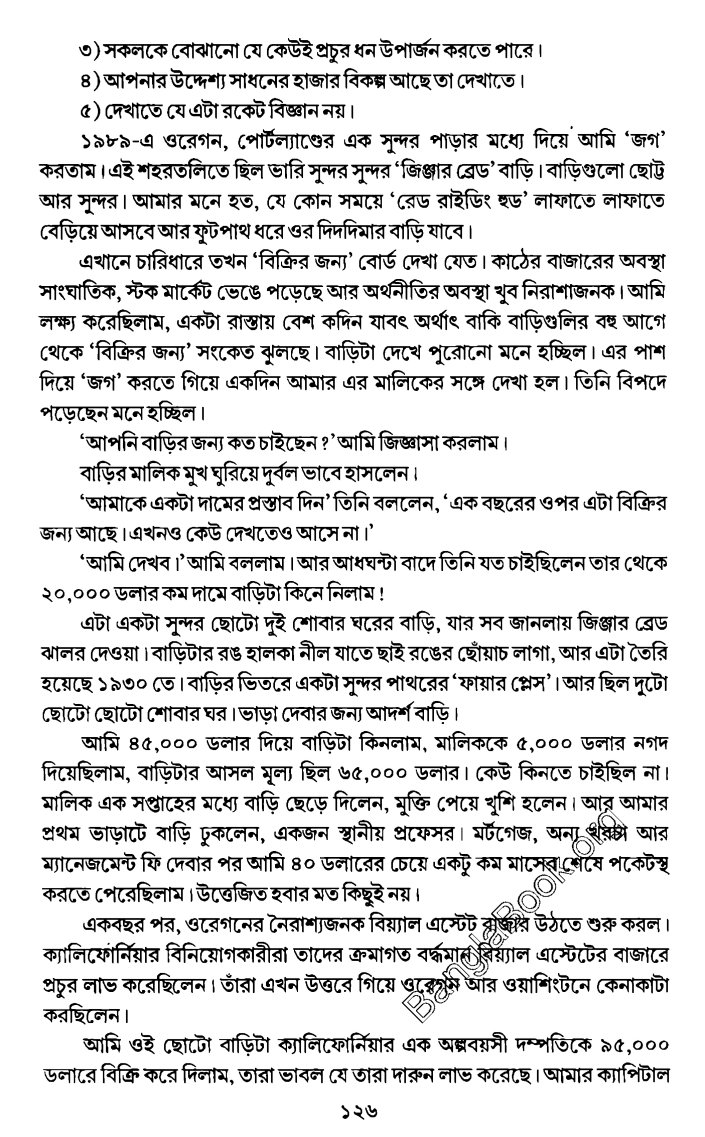 ৩) সকলকে বোঝানো যে কেউই প্রচুর ধন উপার্জন করতে পারে।
৪) আপনার উদ্দেশ্য সাধনের হাজার বিকল্প আছে তা দেখাতে।
৫) দেখাতে যে এটা রকেট বিজ্ঞান নয়।
১৯৮৯-এ ওরেগন, পোর্টল্যাণ্ডের এক সুন্দর পাড়ার মধ্যে দিয়ে আমি ‘জগ’
করতাম। এই শহরতলিতে ছিল ভারি সুন্দর সুন্দর ‘জিঞ্জার ব্রেড’ বাড়ি। বাড়িগুলো ছোট্ট
আর সুন্দর। আমার মনে হত, যে কোন সময়ে ‘রেড রাইডিং হুড’ লাফাতে লাফাতে
বেড়িয়ে আসবে আর ফুটপাথ ধরে ওর দিদদিমার বাড়ি যাবে।
এখানে চারিধারে তখন ‘বিক্রির জন্য’ বোর্ড দেখা যেত। কাঠের বাজারের অবস্থা
সাংঘাতিক, স্টক মার্কেট ভেঙে পড়েছে আর অর্থনীতির অবস্থা খুব নিরাশাজনক। আমি
লক্ষ্য করেছিলাম, একটা রাস্তায় বেশ কদিন যাবৎ অর্থাৎ বাকি বাড়িগুলির বহু আগে
থেকে ‘বিক্রির জন্য’ সংকেত ঝুলছে। বাড়িটা দেখে পুরোনো মনে হচ্ছিল। এর পাশ
দিয়ে ‘জগ’ করতে গিয়ে একদিন আমার এর মালিকের সঙ্গে দেখা হল। তিনি বিপদে
পড়েছেন মনে হচ্ছিল।
‘আপনি বাড়ির জন্য কত চাইছেন ?’ আমি জিজ্ঞাসা করলাম।
বাড়ির মালিক মুখ ঘুরিয়ে দুর্বল ভাবে হাসলেন।
‘আমাকে একটা দামের প্রস্তাব দিন’ তিনি বললেন, ‘এক বছরের ওপর এটা বিক্রির
জন্য আছে। এখনও কেউ দেখতেও আসে না।’
‘আমি দেখব।’ আমি বললাম। আর আধঘন্টা বাদে তিনি যত চাইছিলেন তার থেকে
২০,০০০ ডলার কম দামে বাড়িটা কিনে নিলাম !
এটা একটা সুন্দর ছোটো দুই শোবার ঘরের বাড়ি, যার সব জানলায় জিঞ্জার ব্রেড
ঝালর দেওয়া। বাড়িটার রঙ হালকা নীল যাতে ছাই রঙের ছোঁয়াচ লাগা, আর এটা তৈরি
হয়েছে ১৯৩০ তে। বাড়ির ভিতরে একটা সুন্দর পাথরের ‘ফায়ার প্লেস’। আর ছিল দুটো
ছোটো ছোটো শোবার ঘর। ভাড়া দেবার জন্য আদর্শ বাড়ি।
আমি ৪৫,০০০ ডলার দিয়ে বাড়িটা কিনলাম, মালিককে ৫,০০০ ডলার নগদ
দিয়েছিলাম, বাড়িটার আসল মূল্য ছিল ৬৫,০০০ ডলার। কেউ কিনতে চাইছিল না।
মালিক এক সপ্তাহের মধ্যে বাড়ি ছেড়ে দিলেন, মুক্তি পেয়ে খুশি হলেন। আর আমার
প্রথম ভাড়াটে বাড়ি ঢুকলেন, একজন স্থানীয় প্রফেসর। মর্টগেজ, অন্য খরচা আর
ম্যানেজমেন্ট ফি দেবার পর আমি ৪০ ডলারের চেয়ে একটু কম মাসের শেষে পকেটস্থ
করতে পেরেছিলাম। উত্তেজিত হবার মত কিছুই নয়।
একবছর পর, ওরেগনের নৈরাশ্যজনক বিয়্যাল এস্টেট বাজার উঠতে শুরু করল।
ক্যালিফোর্নিয়ার বিনিয়োগকারীরা তাদের ক্রমাগত বর্দ্ধমান রিয়্যাল এস্টেটের বাজারে
প্রচুর লাভ করেছিলেন। তাঁরা এখন উত্তরে গিয়ে ওরেগন আর ওয়াশিংটনে কেনাকাটা
করছিলেন।
আমি ওই ছোটো বাড়িটা ক্যালিফোর্নিয়ার এক অল্পবয়সী দম্পতিকে ৯৫,০০০
ডলারে বিক্রি করে দিলাম, তারা ভাবল যে তারা দারুন লাভ করেছে। আমার ক্যাপিটাল
১২৬
BanglaBook.org